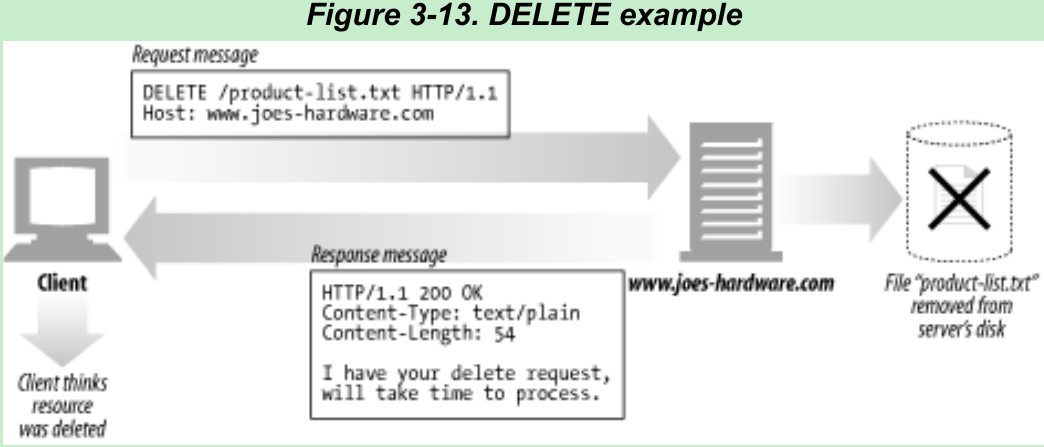 Figure 3-13. DELETE example
Request message
DELETE /product-list.txt HTTP/1.1
Host: www.joes-hardware.com
Client
Client thinks
resource
was deleted
Response message
HTTP/1.1 200 OK
Content-Type: text/plain
Content-Length: 54
I have your delete request,
will take time to process.
www.joes-hardware.com
File "product-list.txt"
removed from
server's disk